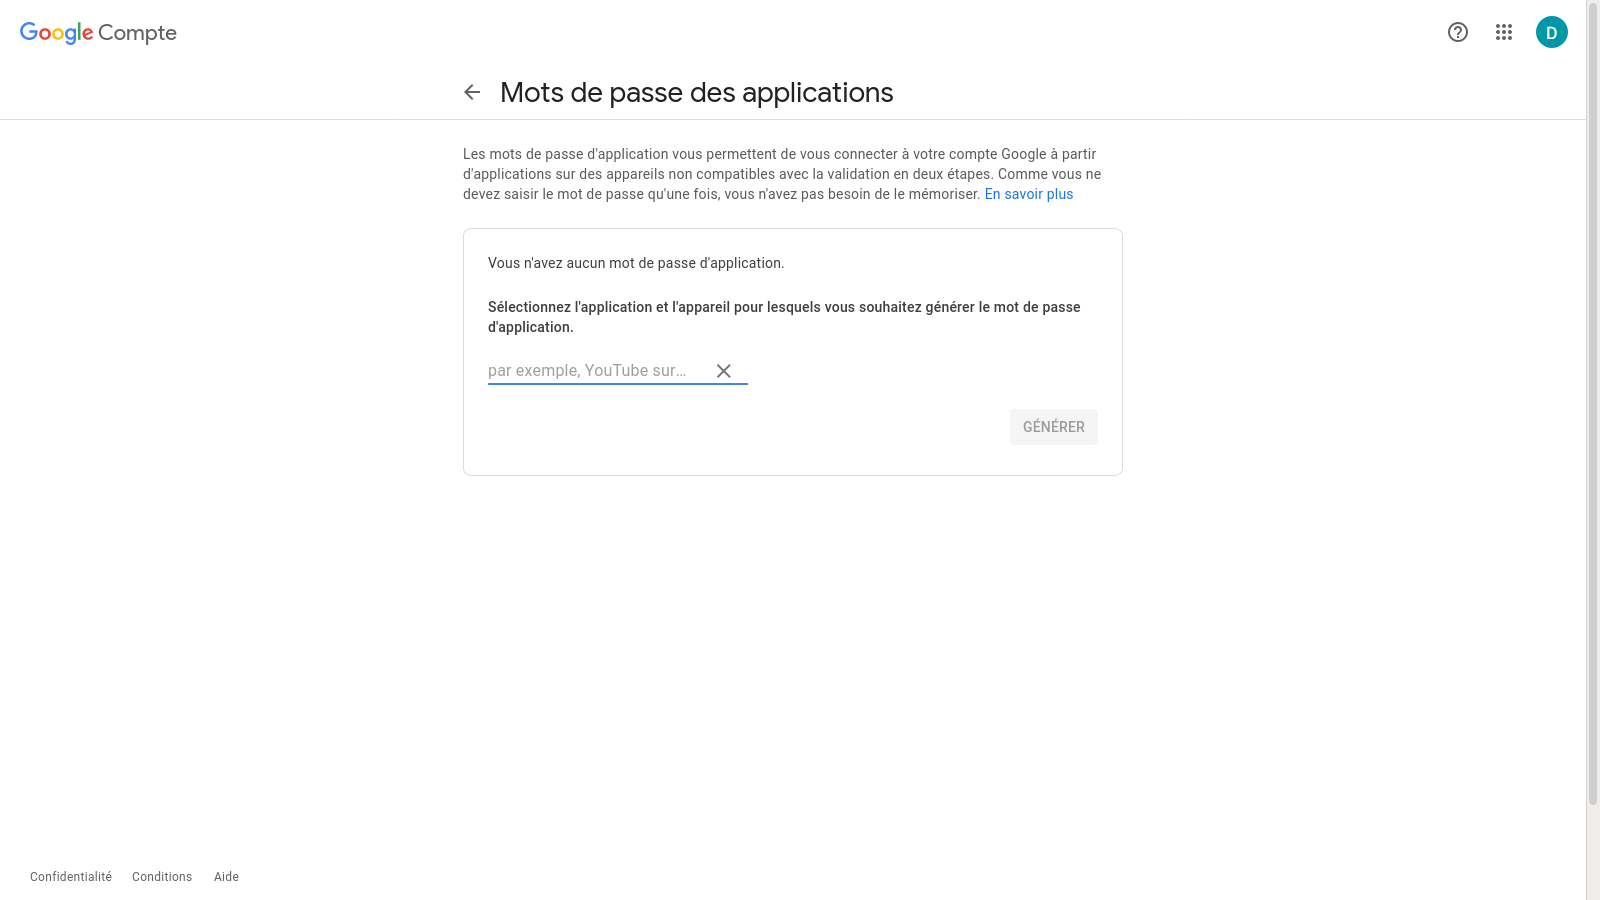 Google Compte
D
Mots de passe des applications
Les mots de passe d'application vous permettent de vous connecter à votre compte Google à partir
d'applications sur des appareils non compatibles avec la validation en deux étapes. Comme vous ne
devez saisir le mot de passe qu'une fois, vous n'avez pas besoin de le mémoriser. En savoir plus
Vous n'avez aucun mot de passe d'application.
Sélectionnez l'application et l'appareil pour lesquels vous souhaitez générer le mot de passe
d'application.
par exemple, YouTube sur…
GÉNÉRER
Confidentialité Conditions Aide